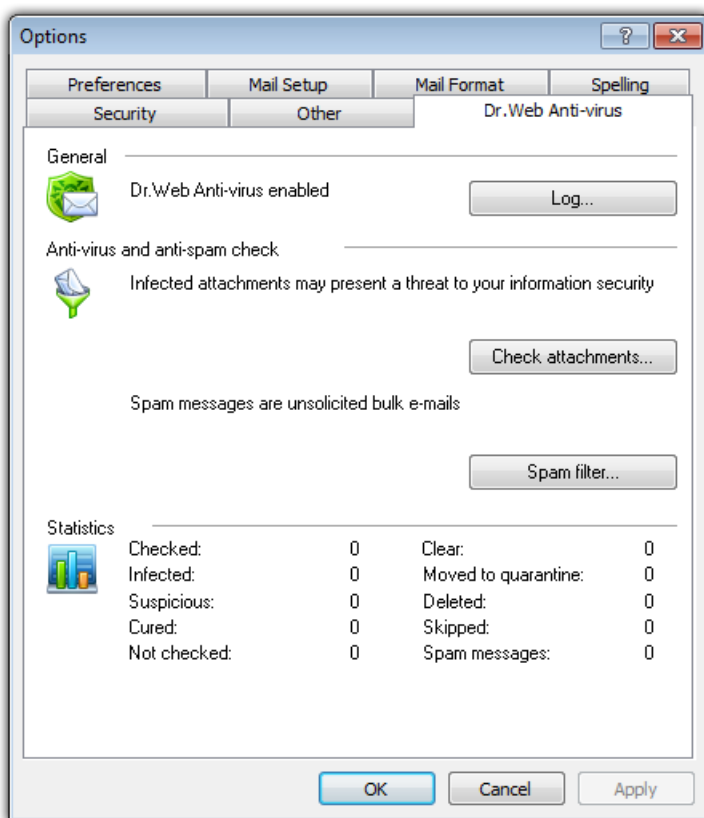 Options
Preferences Mail Setup Mail Format Spelling
Security Other Dr.Web Anti-virus
General
Dr.Web Anti-virus enabled Log...
Anti-virus and anti-spam check
Infected attachments may present a threat to your information security
Check attachments...
Spam messages are unsolicited bulk e-mails
Spam filter...
Statistics
Checked: 0 Clear: 0
Infected: 0 Moved to quarantine: 0
Suspicious: 0 Deleted: 0
Cured: 0 Skipped: 0
Not checked: 0 Spam messages: 0
OK Cancel Apply